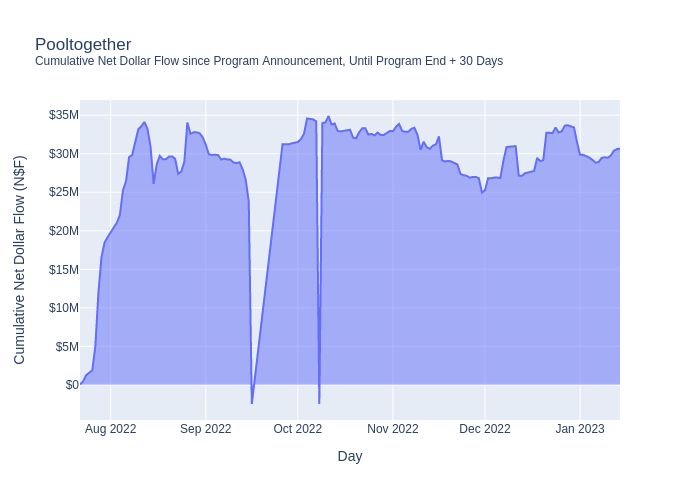 Pooltogether
Cumulative Net Dollar Flow since Program Announcement, Until Program End + 30 Days
Cumulative Net Dollar Flow (N$F)
$35M
$30M
$25M
$20M
$15M
$10M
$5M
$0
Aug 2022
Sep 2022
Oct 2022
Nov 2022
Dec 2022
Jan 2023
Day